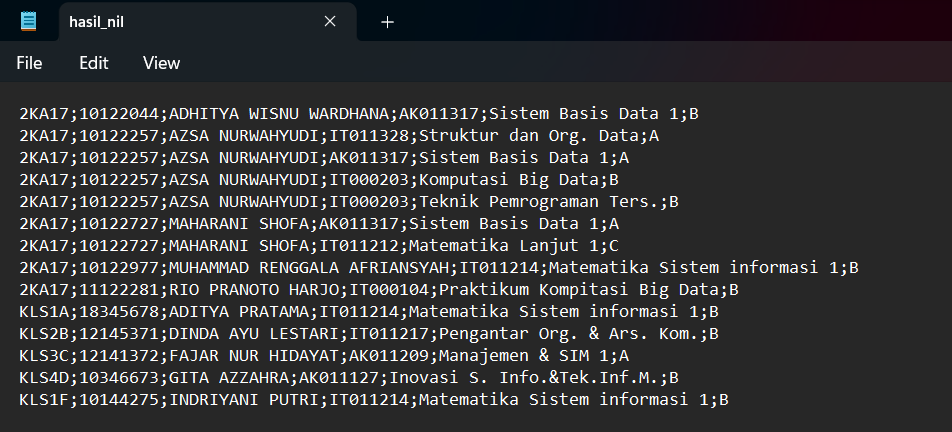 hasil_nil
File Edit View
2KA17;10122044;ADHITYA WISNU WARDHANA;AK011317;Sistem Basis Data 1;B
2KA17;10122257;AZSA NURWAHYUDI;IT011328;Struktur dan Org. Data;A
2KA17;10122257;AZSA NURWAHYUDI;AK011317;Sistem Basis Data 1;A
2KA17;10122257;AZSA NURWAHYUDI;IT000203;Komputasi Big Data;B
2KA17;10122257;AZSA NURWAHYUDI;IT000203;Teknik Pemrograman Ters.;B
2KA17;10122727;MAHARANI SHOFA;AK011317;Sistem Basis Data 1;A
2KA17;10122727;MAHARANI SHOFA;IT011212;Matematika Lanjut 1;C
2KA17;10122977;MUHAMMAD RENGGALA AFRIANSYAH;IT011214;Matematika Sistem informasi 1;B
2KA17;11122281;RIO PRANOTO HARJO;IT000104;Praktikum Kompitasi Big Data;B
KLS1A;18345678;ADITYA PRATAMA;IT011214;Matematika Sistem informasi 1;B
KLS2B;12145371;DINDA AYU LESTARI;IT011217;Pengantar Org. & Ars. Kom.;B
KLS3C;12141372;FAJAR NUR HIDAYAT;AK011209;Manajemen & SIM 1;A
KLS4D;10346673;GITA AZZAHRA;AK011127;Inovasi S. Info.&Tek.Inf.M.;B
KLS1F;10144275;INDRIYANI PUTRI;IT011214;Matematika Sistem informasi 1;B